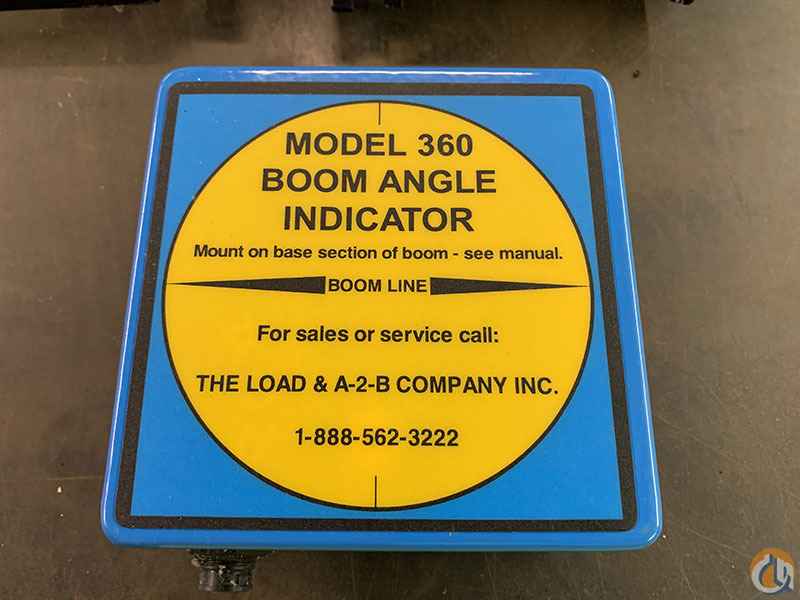 MODEL 360
BOOM ANGLE
INDICATOR
Mount on base section of boom - see manual.
BOOM LINE
For sales or service call:
THE LOAD & A-2-B COMPANY INC.
1-888-562-3222